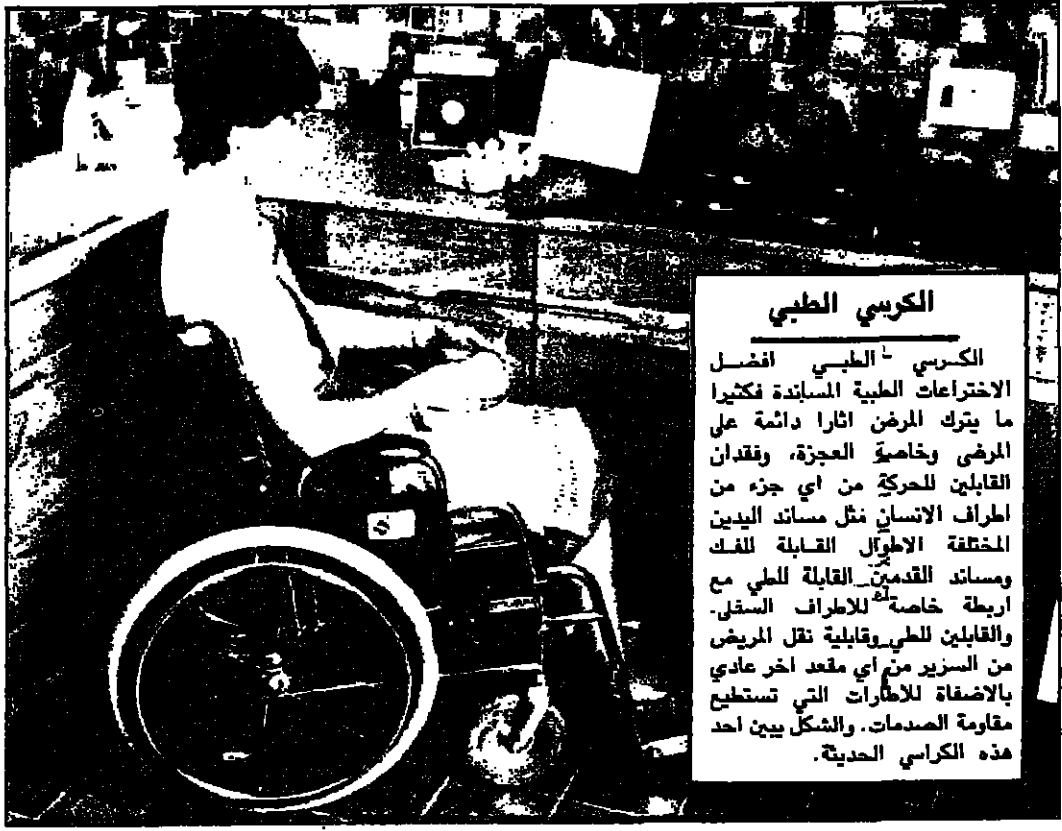 الكرسي الطبي
الكرسي الطبي افضل
الاختراعات الطبية المساندة فكثيرا
ما يترك المرض اثارا دائمة على
المرضى وخاصة العجزة، وفقدان
القابلين للحركة من اي جزء من
اطراف الانسان مثل مساند اليدين
المختلفة الاطوال القابلة للفك
ومساند القدمين القابلة للطي مع
اربطة خاصة للاطراف السفلى.
والقابلين للطي وقابلية نقل المريض
من السرير من اي مقعد اخر عادي
بالاضفاة للاطارات التي تستطيع
مقاومة الصدمات. والشكل يبين احد
هذه الكراسي الحديثة.